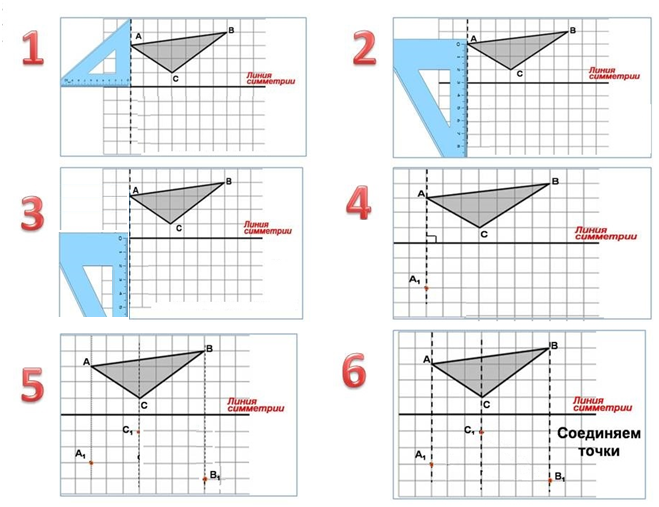 1
A
B
C
Линия
симметрии
2
A
B
C
Линия
симметрии
3
A
B
C
Линия
симметрии
4
A
B
C
Линия
симметрии
A1
5
A
B
C
Линия
симметрии
C1
A1
B1
6
A
B
C
Линия
симметрии
C1
Соединяем
точки
A1
B1